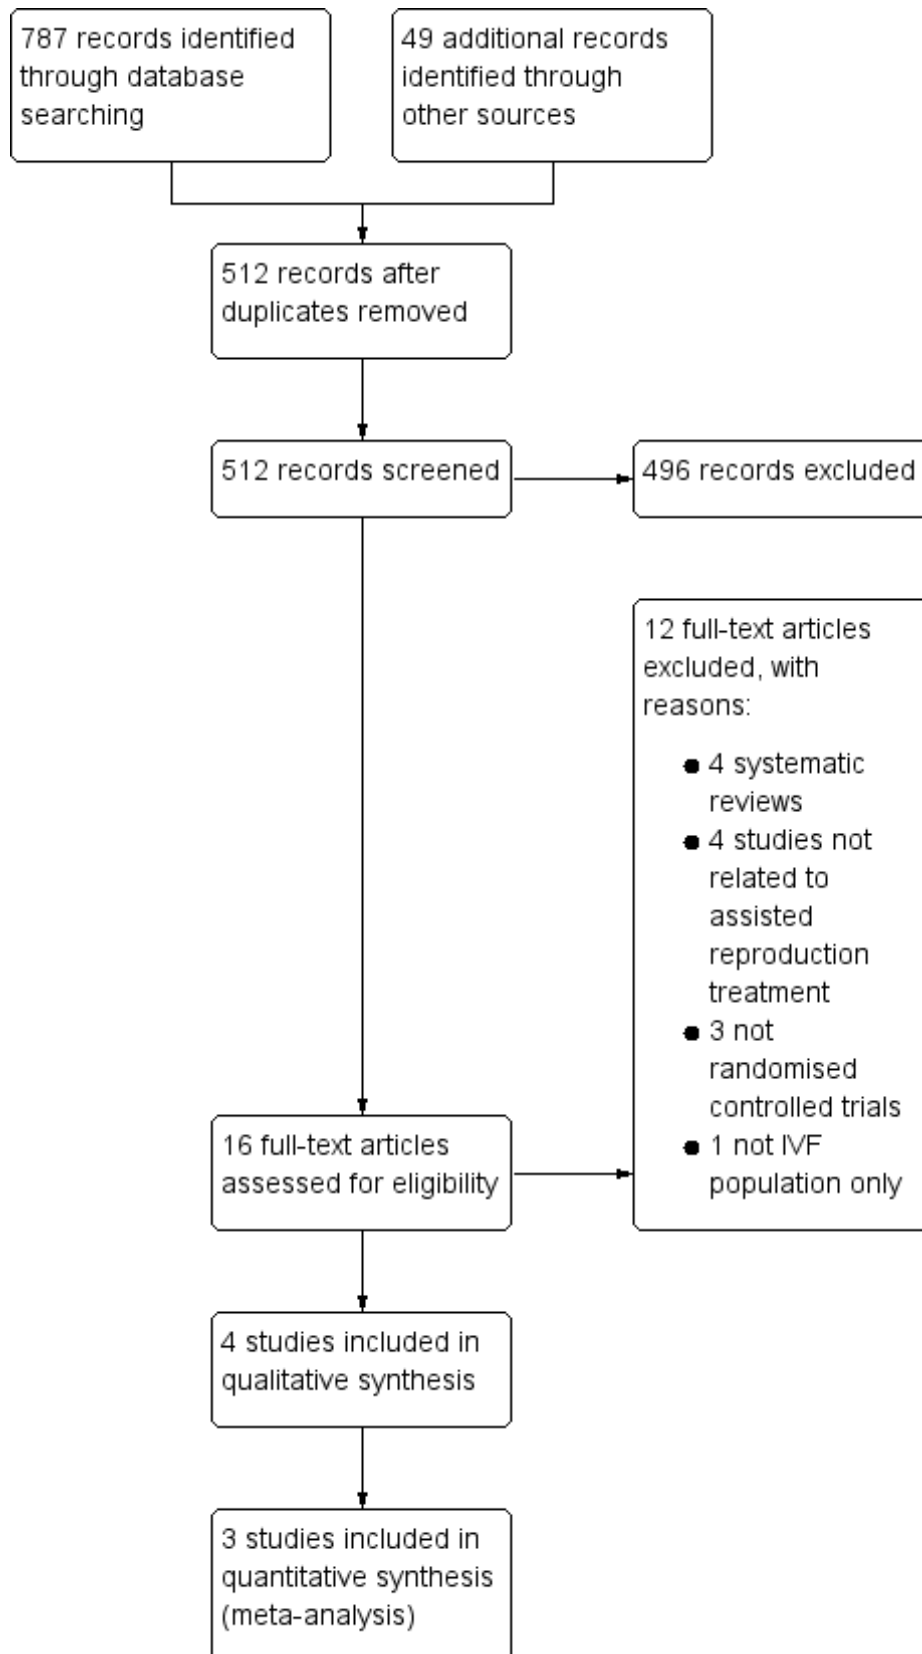 787 records identified
through database
searching
49 additional records
identified through
other sources
512 records after
duplicates removed
512 records screened
496 records excluded
12 full-text articles
excluded, with
reasons:
● 4 systematic
reviews
● 4 studies not
related to
assisted
reproduction
treatment
● 3 not
randomised
controlled trials
● 1 not IVF
population only
16 full-text articles
assessed for eligibility
4 studies included in
qualitative synthesis
3 studies included in
quantitative synthesis
(meta-analysis)